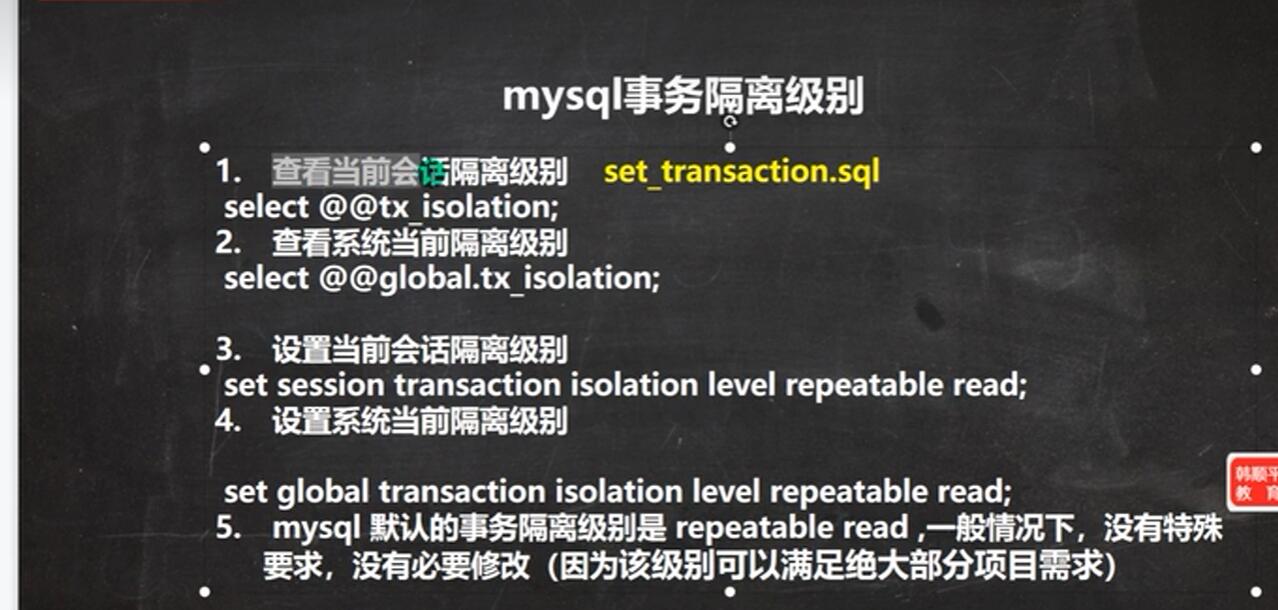 mysql事务隔离级别
1. 查看当前会话隔离级别 set_transaction.sql
select @@tx_isolation;
2. 查看系统当前隔离级别
select @@global.tx_isolation;
3. 设置当前会话隔离级别
set session transaction isolation level repeatable read;
4. 设置系统当前隔离级别
set global transaction isolation level repeatable read;
5. mysql 默认的事务隔离级别是 repeatable read ,一般情况下，没有特殊
要求，没有必要修改（因为该级别可以满足绝大部分项目需求）
韩顺平
教 育